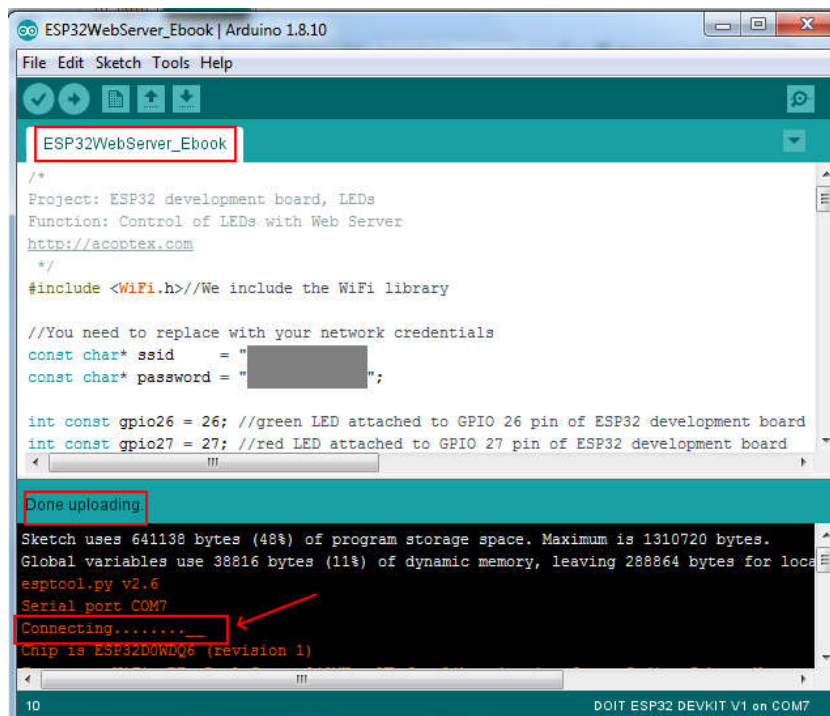 ESP32WebServer_Ebook | Arduino 1.8.10
File Edit Sketch Tools Help
ESP32WebServer_Ebook
/*
Project: ESP32 development board, LEDs
Function: Control of LEDs with Web Server
http://acoptex.com
*/
#include <WiFi.h>//We include the WiFi library
//You need to replace with your network credentials
const char* ssid     = "
const char* password = "          ";
int const gpio26 = 26; //green LED attached to GPIO 26 pin of ESP32 development board
int const gpio27 = 27; //red LED attached to GPIO 27 pin of ESP32 development board
Done uploading.
Sketch uses 641138 bytes (48%) of program storage space. Maximum is 1310720 bytes.
Global variables use 38816 bytes (11%) of dynamic memory, leaving 288864 bytes for loca
esptool.py v2.6
Serial port COM7
Connecting........__
Chip is ESP32D0WDQ6 (revision 1)
10
DOIT ESP32 DEVKIT V1 on COM7